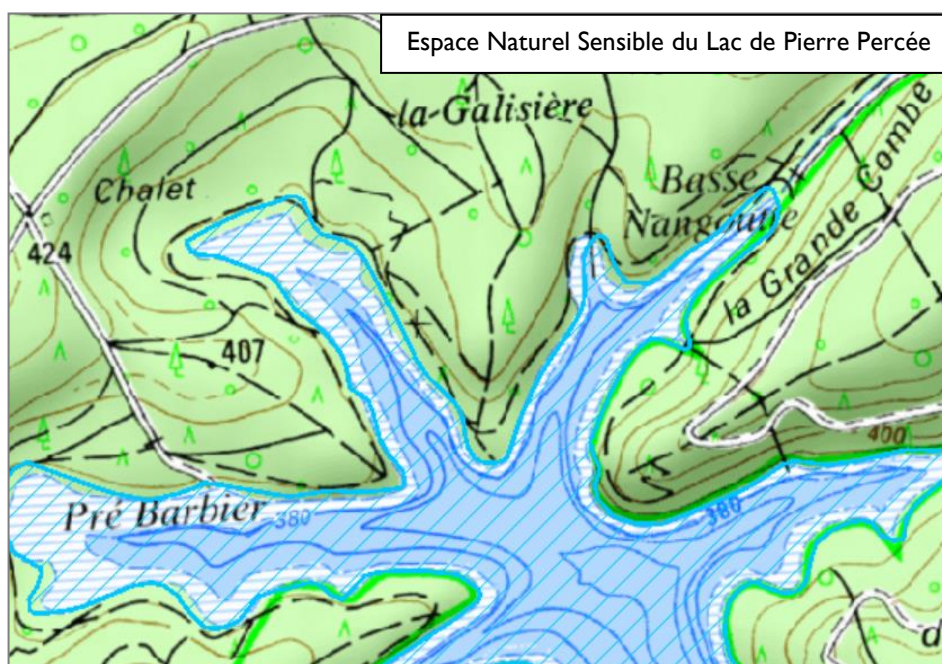 Espace Naturel Sensible du Lac de Pierre Percée
la Galisière
Chalet
Basse
Nangoutte
la Grande Combe
424
407
400
Pré Barbier
380
380
d